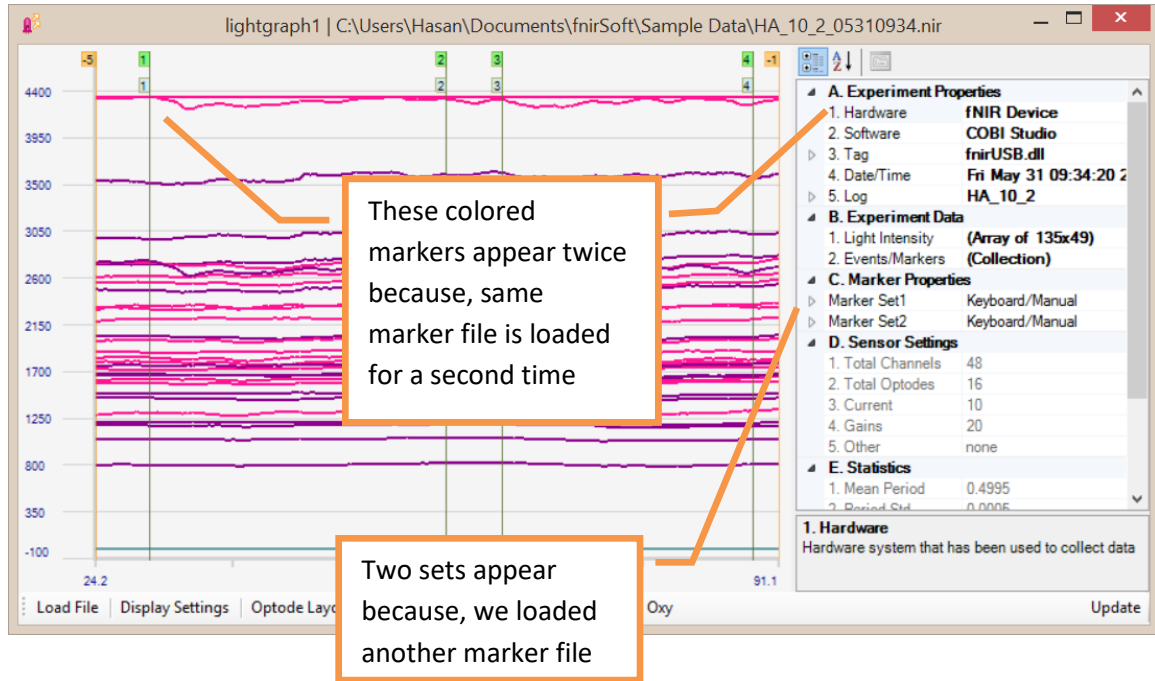 lightgraph1 | C:\Users\Hasan\Documents\fnirSoft\Sample Data\HA_10_2_05310934.nir
-5 1 2 3 4 -1
1 2 3 4
4400
3950
3500
3050
2600
2150
1700
1250
800
350
-100
24.2 91.1
These colored
markers appear twice
because, same
marker file is loaded
for a second time
Two sets appear
because, we loaded
another marker file
A. Experiment Properties
1. Hardware fNIR Device
2. Software COBI Studio
3. Tag fnirUSB.dll
4. Date/Time Fri May 31 09:34:20 2
5. Log HA_10_2
B. Experiment Data
1. Light Intensity (Array of 135x49)
2. Events/Markers (Collection)
C. Marker Properties
Marker Set1 Keyboard/Manual
Marker Set2 Keyboard/Manual
D. Sensor Settings
1. Total Channels 48
2. Total Optodes 16
3. Current 10
4. Gains 20
5. Other none
E. Statistics
1. Mean Period 0.4995
2. Period Std 0.0005
1. Hardware
Hardware system that has been used to collect data
Load File Display Settings Optode Layo Oxy Update